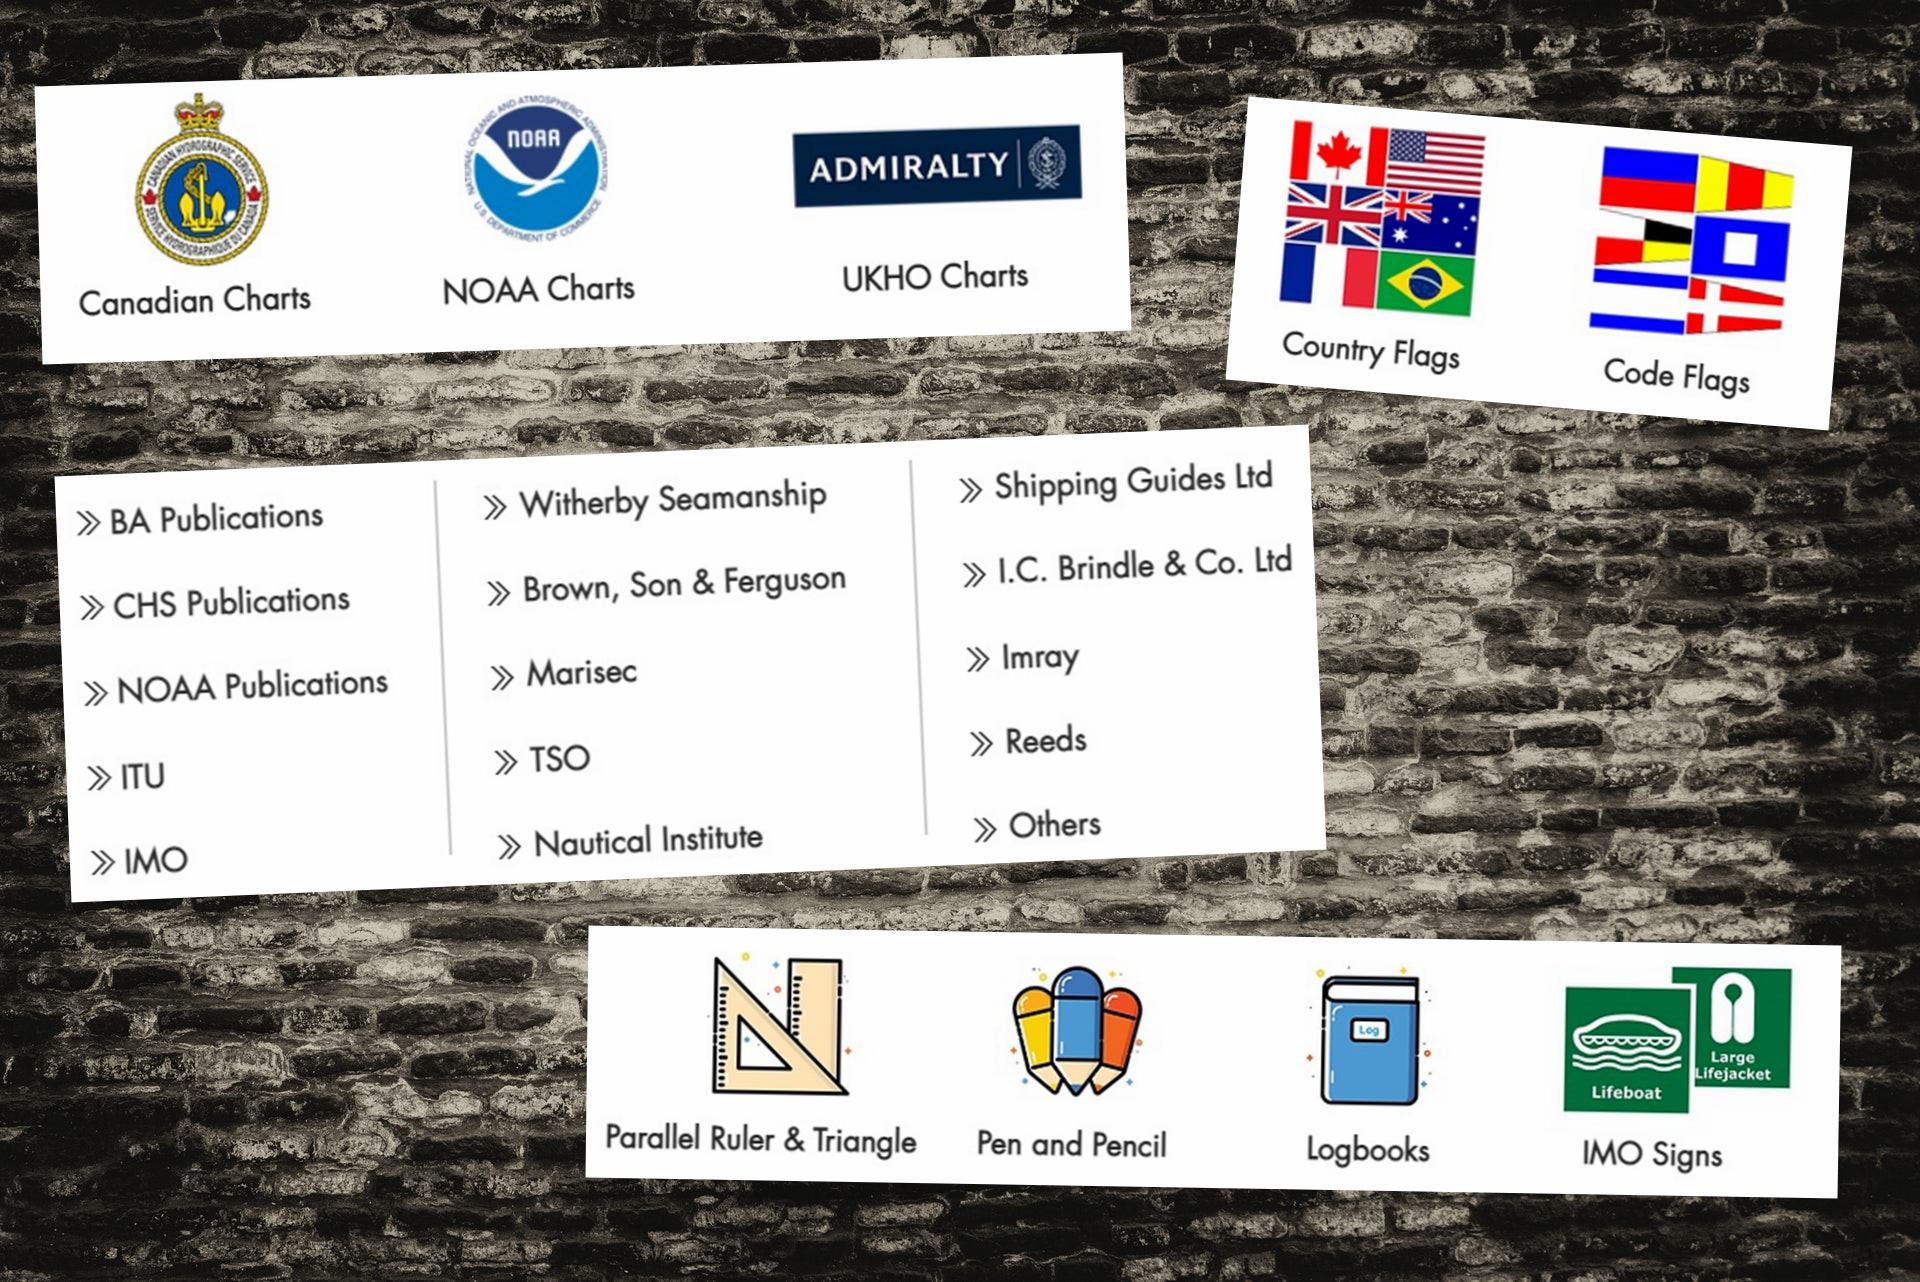 CANADIAN HYDROGRAPHIC SERVICE
SERVICE HYDROGRAPHIQUE DU CANADA
Canadian Charts
NATIONAL OCEANIC AND ATMOSPHERIC ADMINISTRATION
NOAA
U.S. DEPARTMENT OF COMMERCE
NOAA Charts
ADMIRALTY
UKHO Charts
Country Flags
Code Flags
BA Publications
CHS Publications
NOAA Publications
ITU
IMO
Witherby Seamanship
Brown, Son & Ferguson
Marisec
TSO
Nautical Institute
Shipping Guides Ltd
I.C. Brindle & Co. Ltd
Imray
Reeds
Others
Parallel Ruler & Triangle
Pen and Pencil
Log
Logbooks
Lifeboat
Large
Lifejacket
IMO Signs